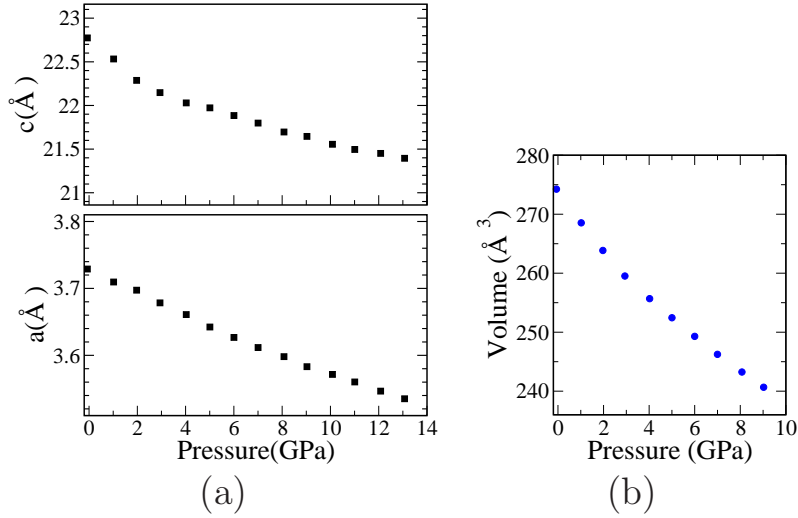 23
22.5
22
21.5
21
c(Å)
3.8
3.7
3.6
a(Å)
0 2 4 6 8 10 12 14
Pressure(GPa)
(a)
280
270
260
250
240
Volume (Å ³)
0 2 4 6 8 10
Pressure (GPa)
(b)